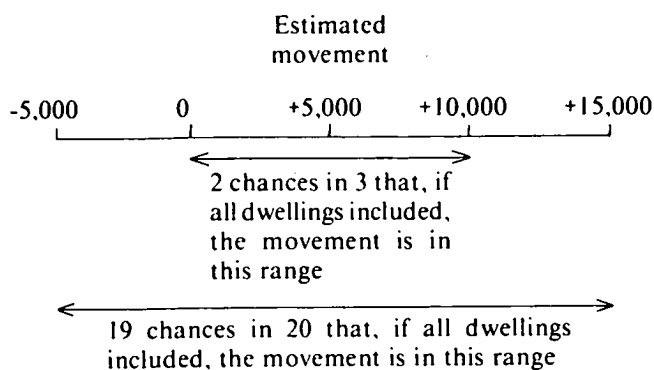 Estimated
movement
-5,000 0 +5,000 +10,000 +15,000
2 chances in 3 that, if
all dwellings included,
the movement is in
this range
19 chances in 20 that, if all dwellings
included, the movement is in this range